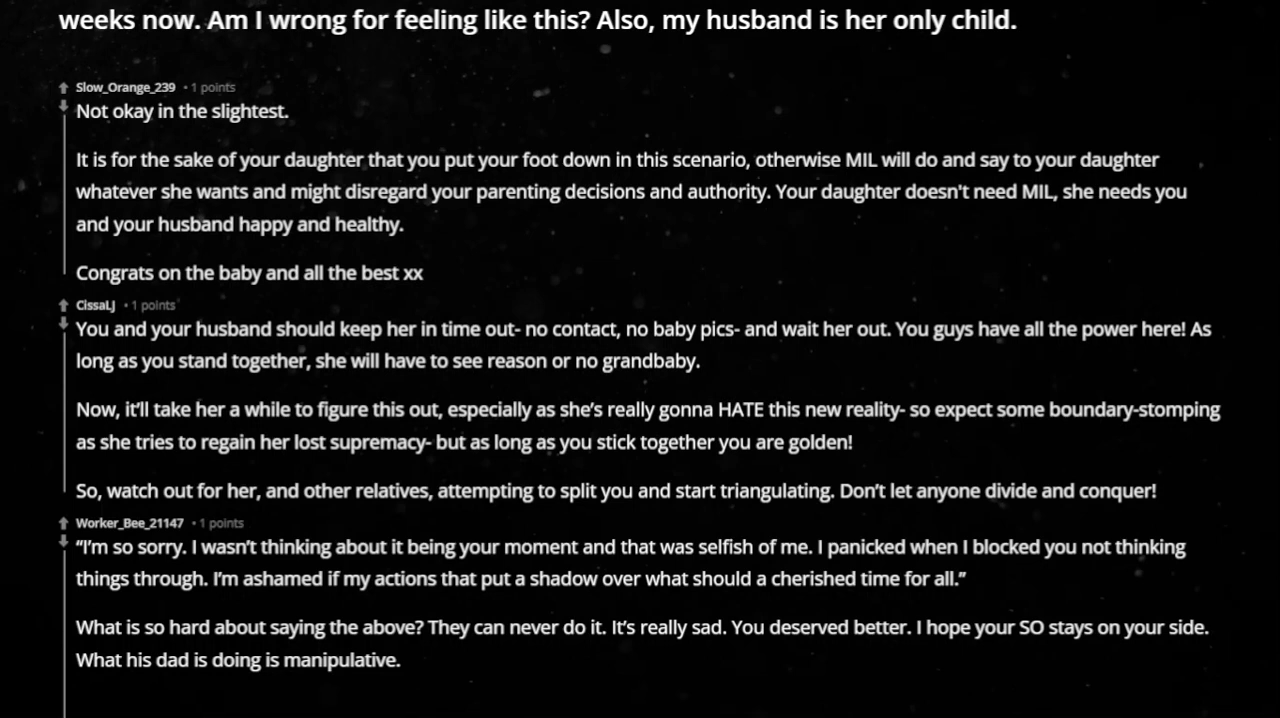 weeks now. Am I wrong for feeling like this? Also, my husband is her only child.
Slow_Orange_239 • 1 points
Not okay in the slightest.
It is for the sake of your daughter that you put your foot down in this scenario, otherwise MIL will do and say to your daughter
whatever she wants and might disregard your parenting decisions and authority. Your daughter doesn't need MIL, she needs you
and your husband happy and healthy.
Congrats on the baby and all the best xx
CissaLJ • 1 points
You and your husband should keep her in time out- no contact, no baby pics- and wait her out. You guys have all the power here! As
long as you stand together, she will have to see reason or no grandbaby.
Now, it’ll take her a while to figure this out, especially as she’s really gonna HATE this new reality- so expect some boundary-stomping
as she tries to regain her lost supremacy- but as long as you stick together you are golden!
So, watch out for her, and other relatives, attempting to split you and start triangulating. Don’t let anyone divide and conquer!
Worker_Bee_21147 • 1 points
“I’m so sorry. I wasn’t thinking about it being your moment and that was selfish of me. I panicked when I blocked you not thinking
things through. I’m ashamed if my actions that put a shadow over what should a cherished time for all.”
What is so hard about saying the above? They can never do it. It’s really sad. You deserved better. I hope your SO stays on your side.
What his dad is doing is manipulative.